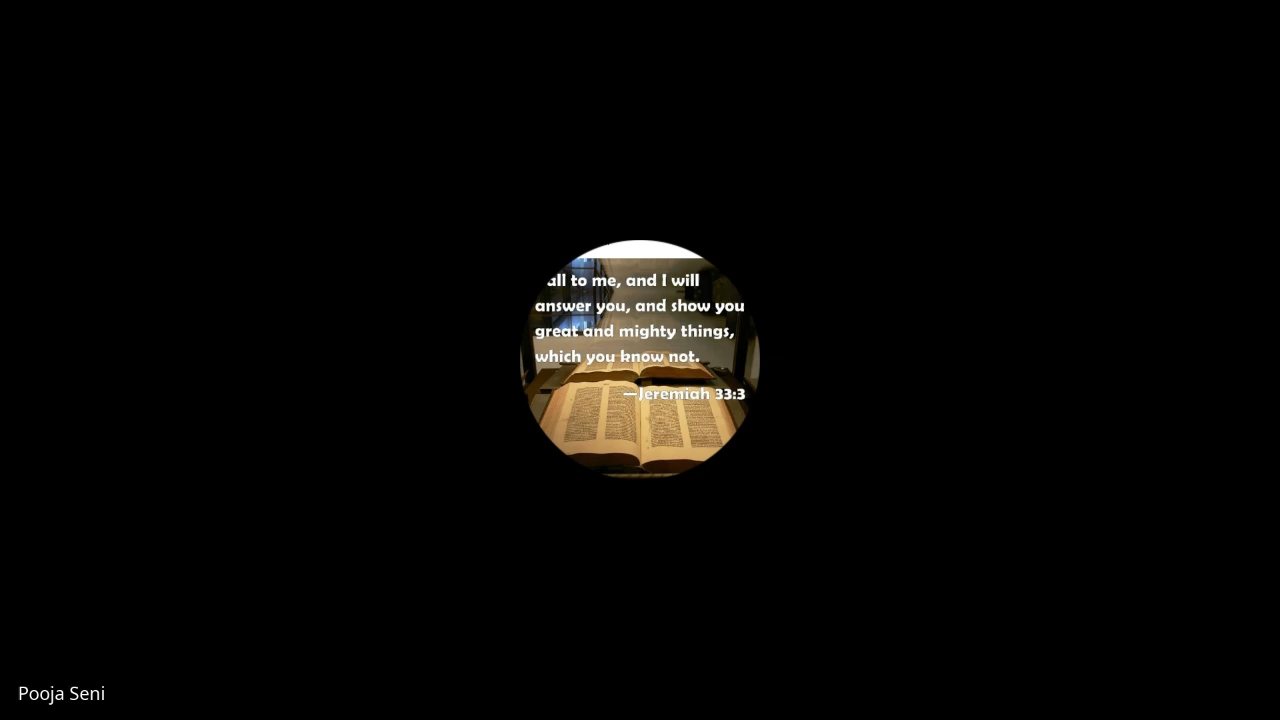 all to me, and I will
answer you, and show you
great and mighty things,
which you know not.
—Jeremiah 33:3
Pooja Seni